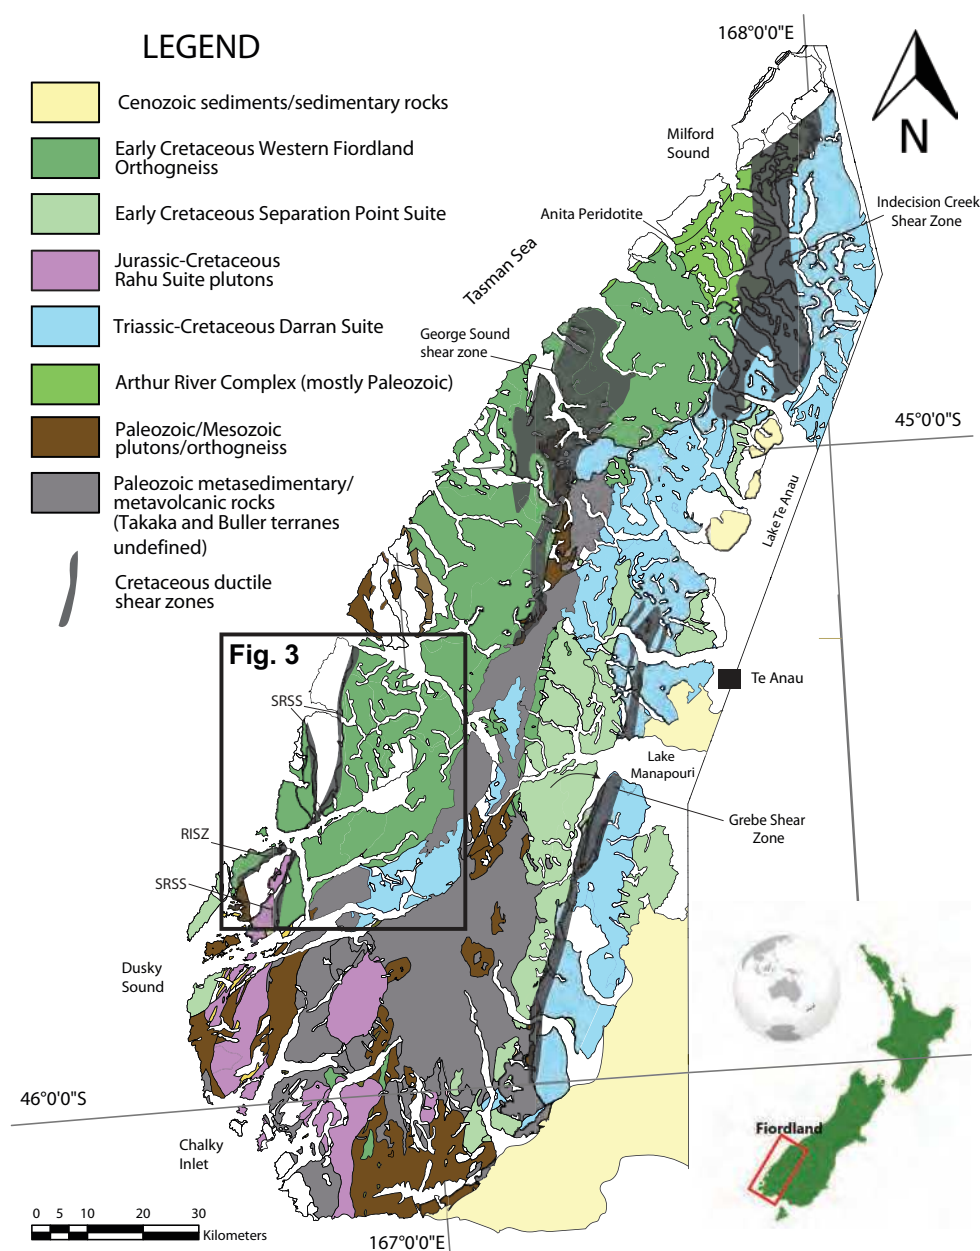 LEGEND
Cenozoic sediments/sedimentary rocks
Early Cretaceous Western Fiordland
Orthogneiss
Early Cretaceous Separation Point Suite
Jurassic-Cretaceous
Rahu Suite plutons
Triassic-Cretaceous Darran Suite
Arthur River Complex (mostly Paleozoic)
Paleozoic/Mesozoic
plutons/orthogneiss
Paleozoic metasedimentary/
metavolcanic rocks
(Takaka and Buller terranes
undefined)
Cretaceous ductile
shear zones
168°0'0"E
N
Milford
Sound
Indecision Creek
Shear Zone
Anita Peridotite
Tasman Sea
George Sound
shear zone
45°0'0"S
Lake Te Anau
Fig. 3
SRSS
Te Anau
Lake
Manapouri
Grebe Shear
Zone
RISZ
SRSS
Dusky
Sound
46°0'0"S
Chalky
Inlet
Fiordland
0 5 10 20 30
Kilometers
167°0'0"E